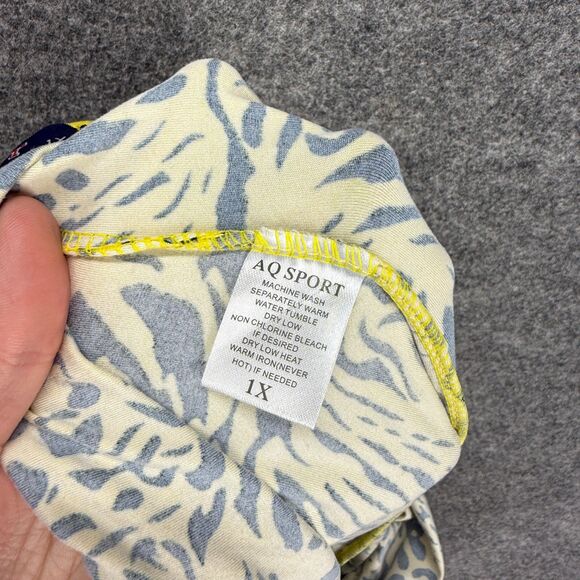 AQ SPORT
MACHINE WASH
SEPARATELY WARM
WATER TUMBLE
DRY LOW
NON CHLORINE BLEACH
IF DESIRED
DRY LOW HEAT
WARM IRON(NEVER
HOT) IF NEEDED
1X